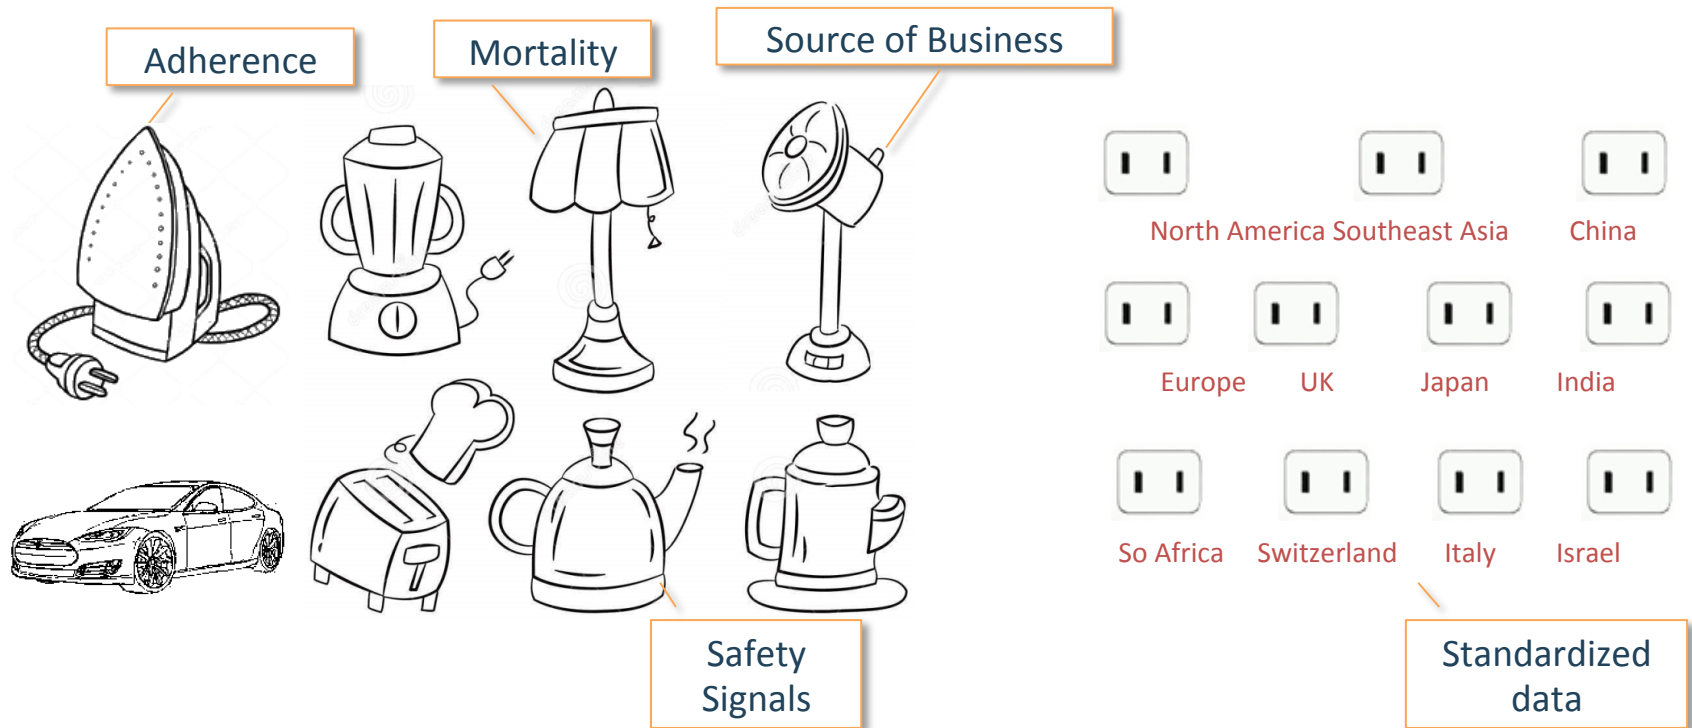 Adherence
Mortality
Source of Business
North America Southeast Asia China
Europe UK Japan India
So Africa Switzerland Italy Israel
Safety
Signals
Standardized
data